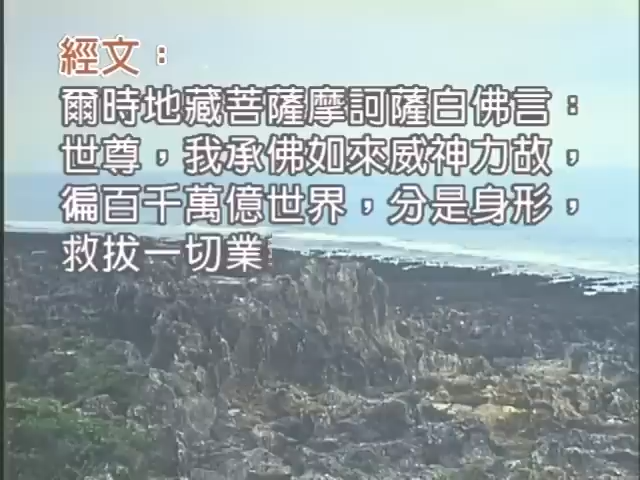 經文：
爾時地藏菩薩摩訶薩白佛言：
世尊，我承佛如來威神力故，
徧百千萬億世界，分是身形，
救拔一切業